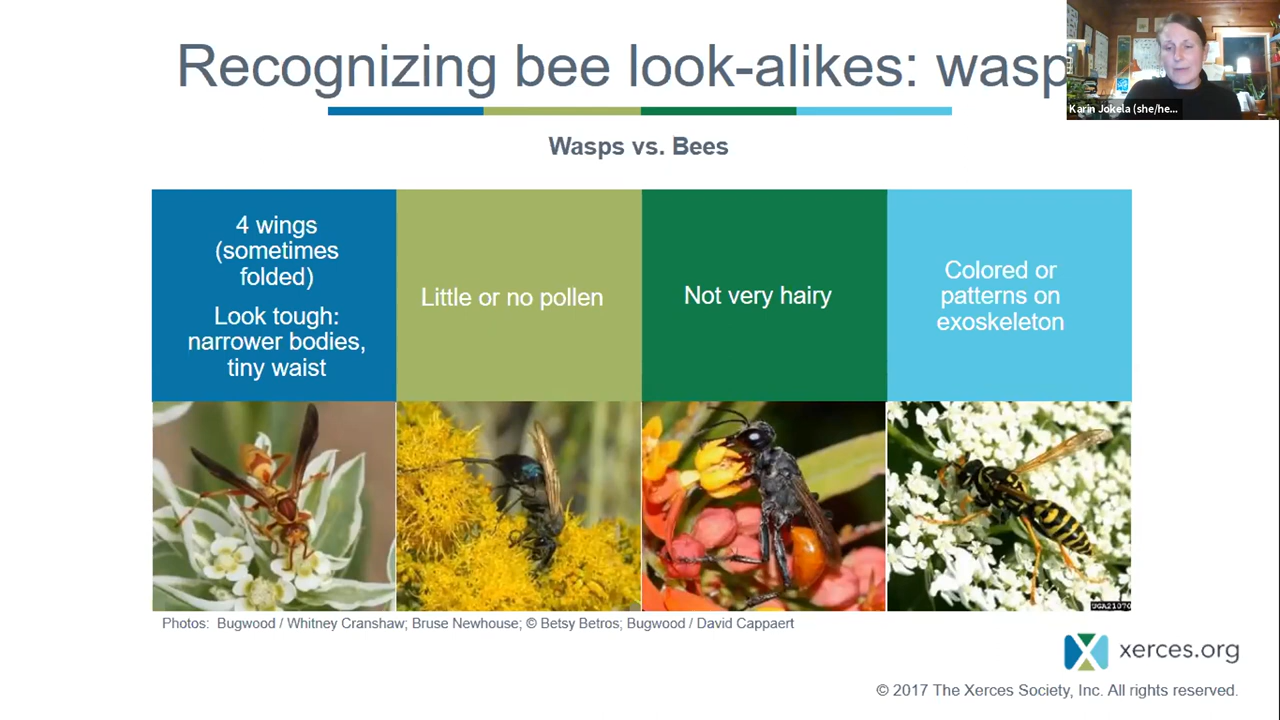 Recognizing bee look-alikes: wasp
Karin Jokela (she/he...
Wasps vs. Bees
4 wings
(sometimes
folded)
Look tough:
narrower bodies,
tiny waist
Little or no pollen
Not very hairy
Colored or
patterns on
exoskeleton
UGA21070
Photos: Bugwood / Whitney Cranshaw; Bruse Newhouse; © Betsy Betros; Bugwood / David Cappaert
xerces.org
© 2017 The Xerces Society, Inc. All rights reserved.